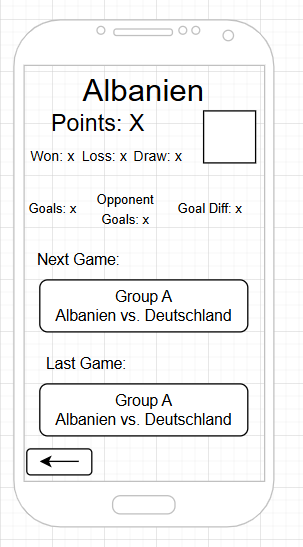 Albanien
Points: X
Won: x Loss: x Draw: x
Goals: x
Opponent
Goals: x
Goal Diff: x
Next Game:
Group A
Albanien vs. Deutschland
Last Game:
Group A
Albanien vs. Deutschland